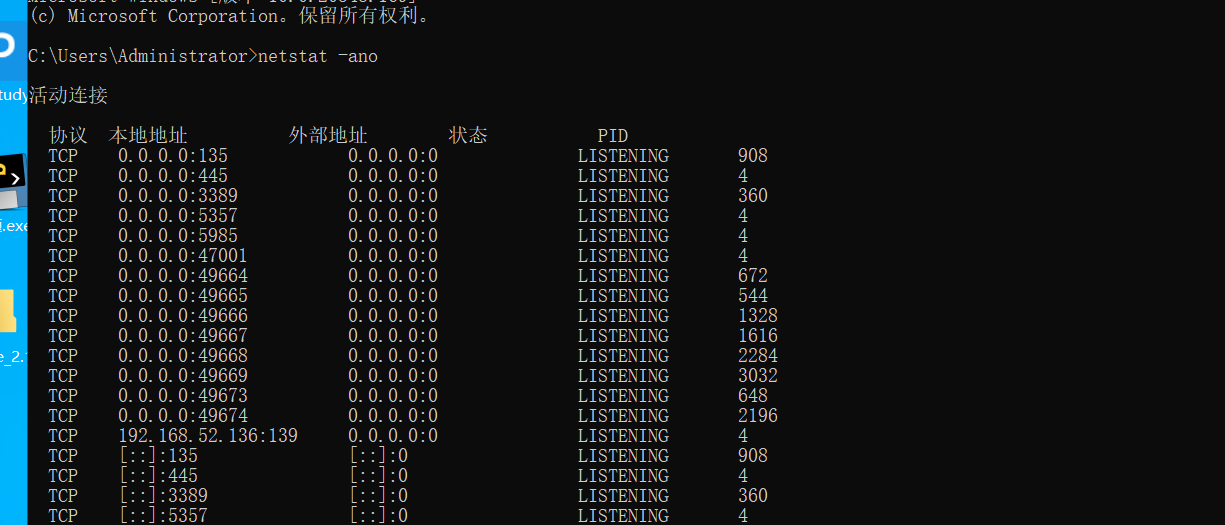 (c) Microsoft Corporation。保留所有权利。
C:\Users\Administrator>netstat -ano
活动连接
协议 本地地址 外部地址 状态 PID
TCP 0.0.0.0:135 0.0.0.0:0 LISTENING 908
TCP 0.0.0.0:445 0.0.0.0:0 LISTENING 4
TCP 0.0.0.0:3389 0.0.0.0:0 LISTENING 360
TCP 0.0.0.0:5357 0.0.0.0:0 LISTENING 4
TCP 0.0.0.0:5985 0.0.0.0:0 LISTENING 4
TCP 0.0.0.0:47001 0.0.0.0:0 LISTENING 4
TCP 0.0.0.0:49664 0.0.0.0:0 LISTENING 672
TCP 0.0.0.0:49665 0.0.0.0:0 LISTENING 544
TCP 0.0.0.0:49666 0.0.0.0:0 LISTENING 1328
TCP 0.0.0.0:49667 0.0.0.0:0 LISTENING 1616
TCP 0.0.0.0:49668 0.0.0.0:0 LISTENING 2284
TCP 0.0.0.0:49669 0.0.0.0:0 LISTENING 3032
TCP 0.0.0.0:49673 0.0.0.0:0 LISTENING 648
TCP 0.0.0.0:49674 0.0.0.0:0 LISTENING 2196
TCP 192.168.52.136:139 0.0.0.0:0 LISTENING 4
TCP [::]:135 [::]:0 LISTENING 908
TCP [::]:445 [::]:0 LISTENING 4
TCP [::]:3389 [::]:0 LISTENING 360
TCP [::]:5357 [::]:0 LISTENING 4
tudy
.exe
e_2.